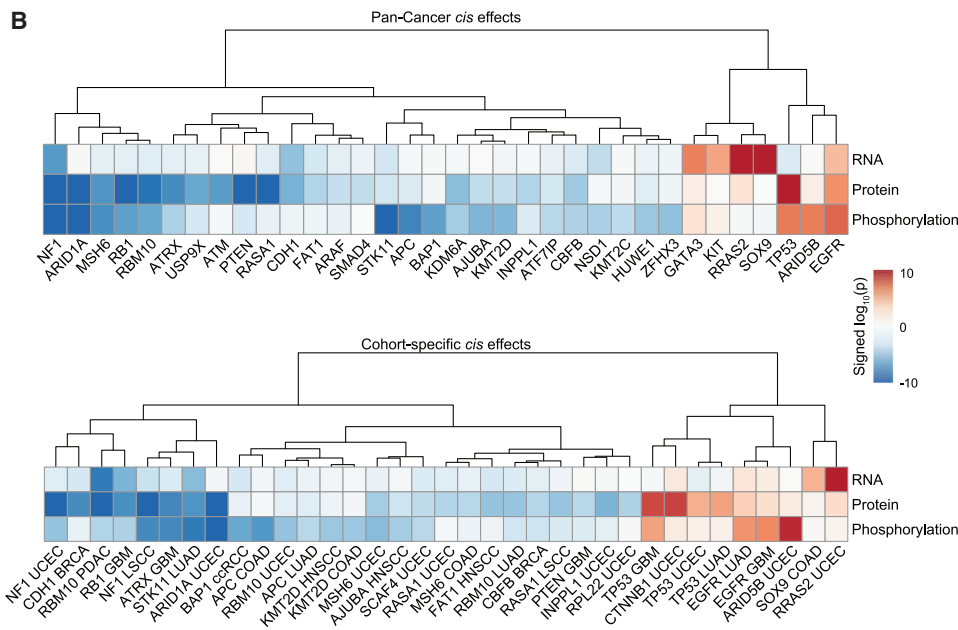 B
Pan-Cancer cis effects
RNA
Protein
Phosphorylation
NF1
ARID1A
MSH6
RB1
RBM10
ATRX
USP9X
ATM
PTEN
RASA1
CDH1
FAT1
ARAF
SMAD4
STK11
APC
BAP1
KDM6A
AJUBA
KMT2D
INPPL1
ATF7IP
CBFB
NSD1
KMT2C
HUWE1
ZFHX3
GATA3
KIT
RRAS2
SOX9
TP53
ARID5B
EGFR
Signed log10(p)
10
0
-10
Cohort-specific cis effects
RNA
Protein
Phosphorylation
NF1 UCEC
CDH1 BRCA
RBM10 PDAC
RB1 GBM
NF1 LSCC
ATRX GBM
STK11 LUAD
ARID1A UCEC
BAP1 ccRCC
APC COAD
RBM10 UCEC
APC LUAD
KMT2D HNSCC
KMT2D COAD
MSH6 UCEC
AJUBA HNSCC
SCAF4 UCEC
RASA1 UCEC
MSH6 COAD
FAT1 HNSCC
RBM10 LUAD
CBFB BRCA
RASA1 LSCC
PTEN GBM
INPPL1 UCEC
RPL22 UCEC
TP53 GBM
CTNNB1 UCEC
TP53 UCEC
TP53 LUAD
EGFR LUAD
EGFR GBM
ARID5B UCEC
SOX9 COAD
RRAS2 UCEC